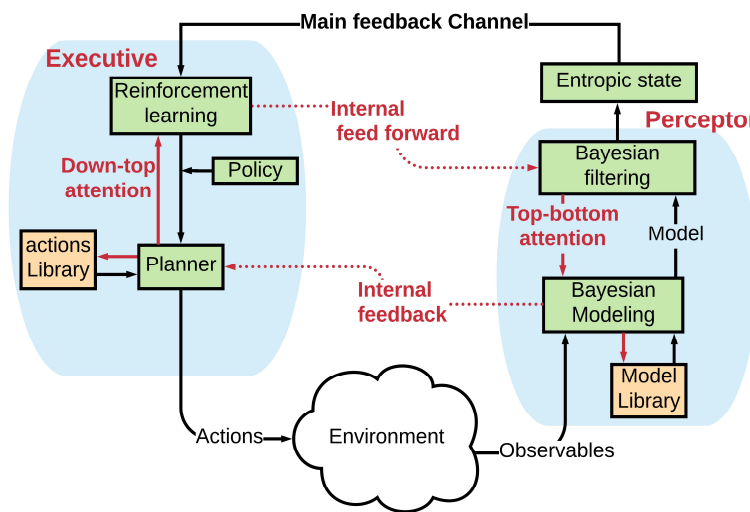 Main feedback Channel
Executive
Reinforcement
learning
Entropic state
Internal
feed forward
Perceptor
Bayesian
filtering
Down-top
attention
Policy
Top-bottom
attention
Model
actions
Library
Planner
Internal
feedback
Bayesian
Modeling
Model
Library
Actions
Environment
Observables